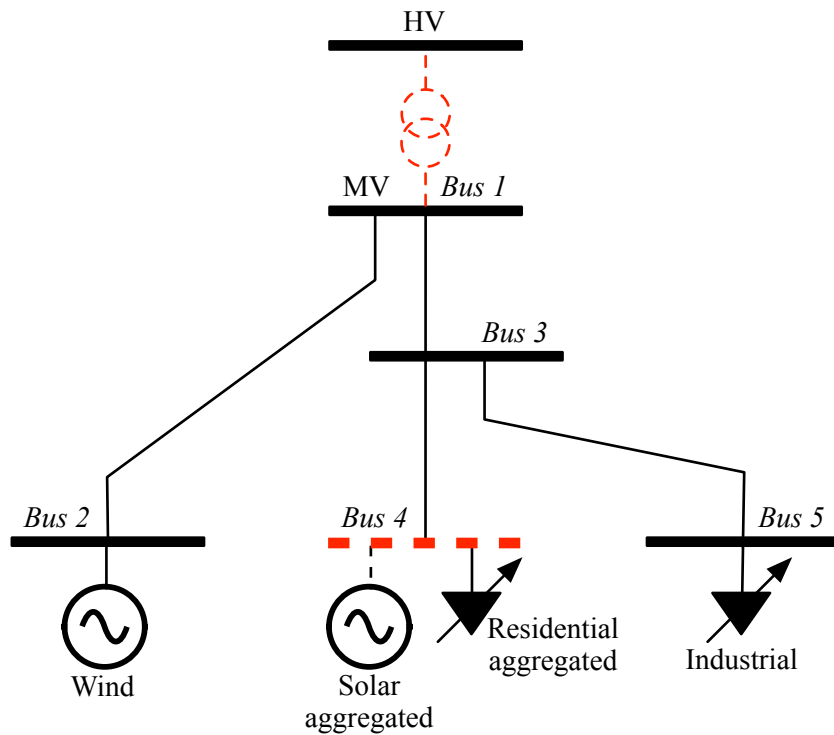 HV
MV
Bus 1
Bus 3
Bus 2
Bus 4
Bus 5
Wind
Solar
aggregated
Residential
aggregated
Industrial